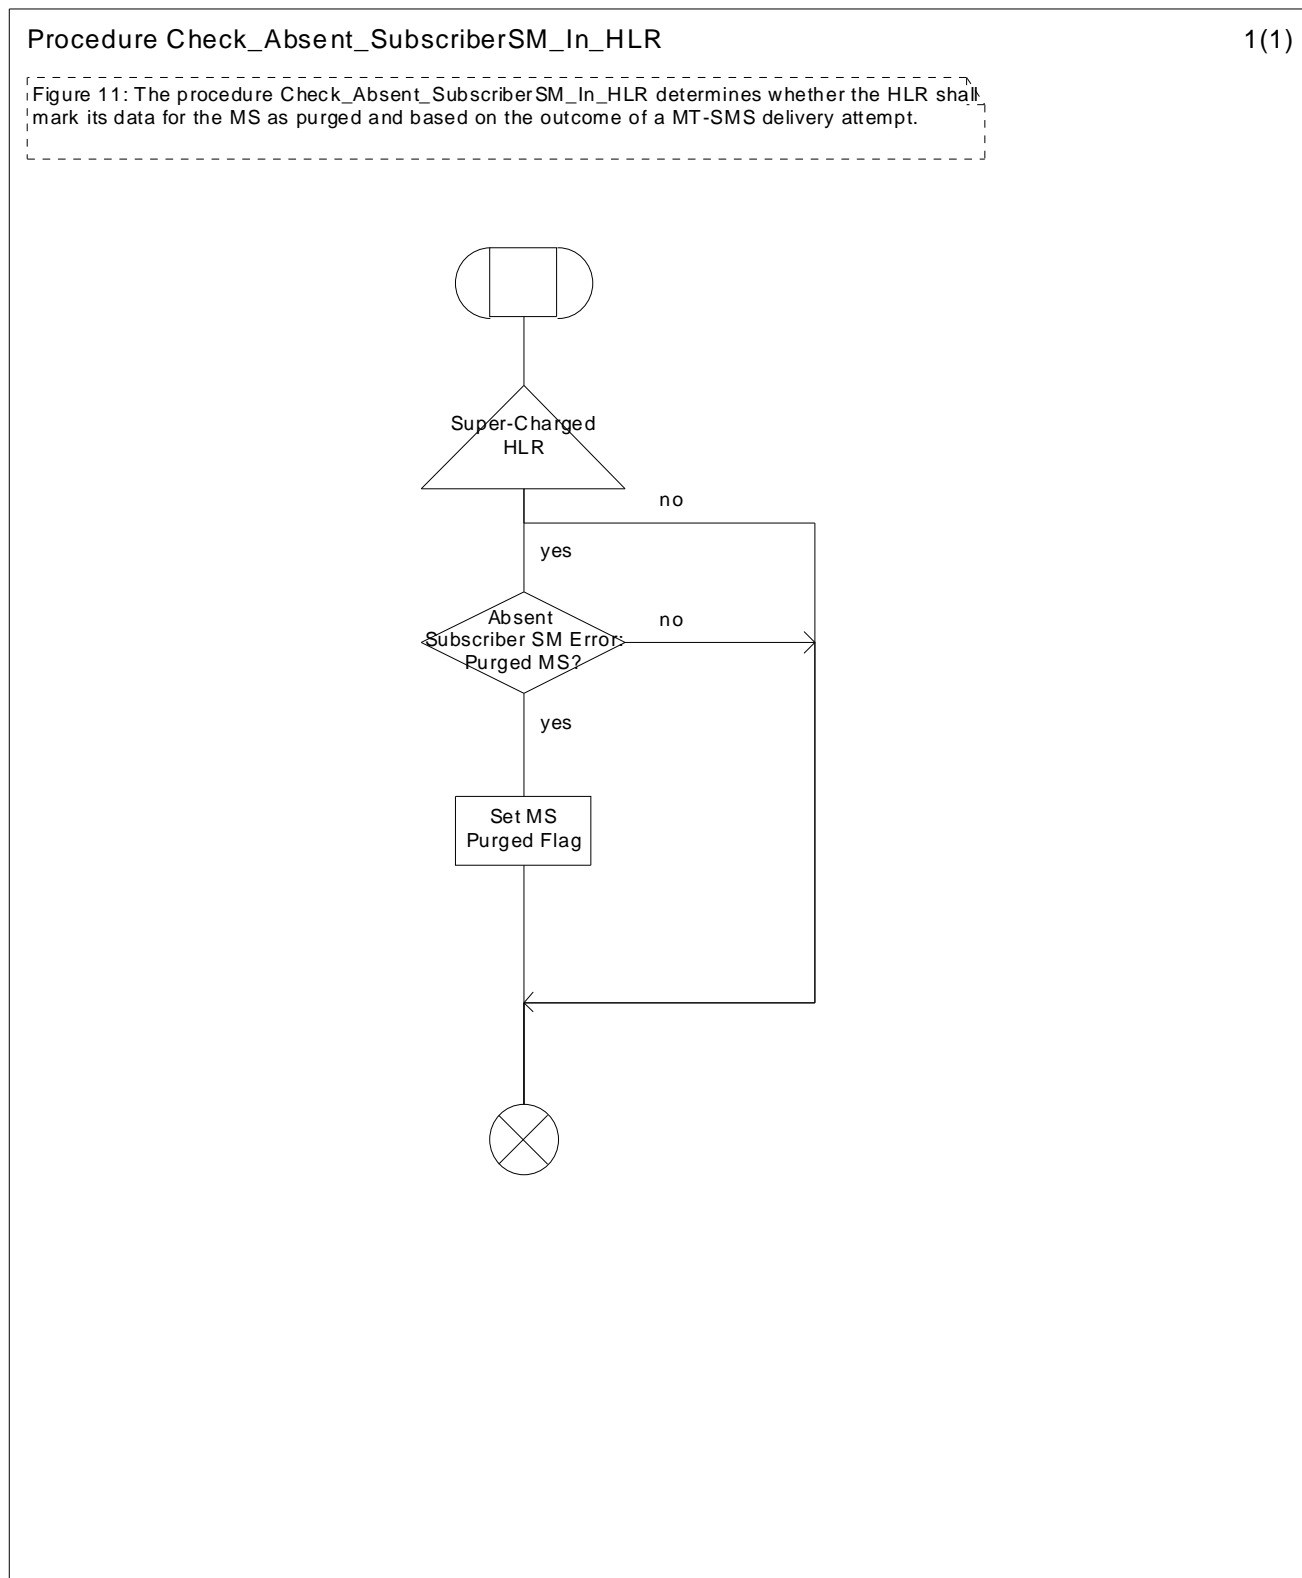 Procedure Check_Absent_SubscriberSM_In_HLR
1(1)
Figure 11: The procedure Check_Absent_SubscriberSM_In_HLR determines whether the HLR shall
mark its data for the MS as purged and based on the outcome of a MT-SMS delivery attempt.
Super-Charged
HLR
no
yes
Absent
Subscriber SM Error:
Purged MS?
no
yes
Set MS
Purged Flag